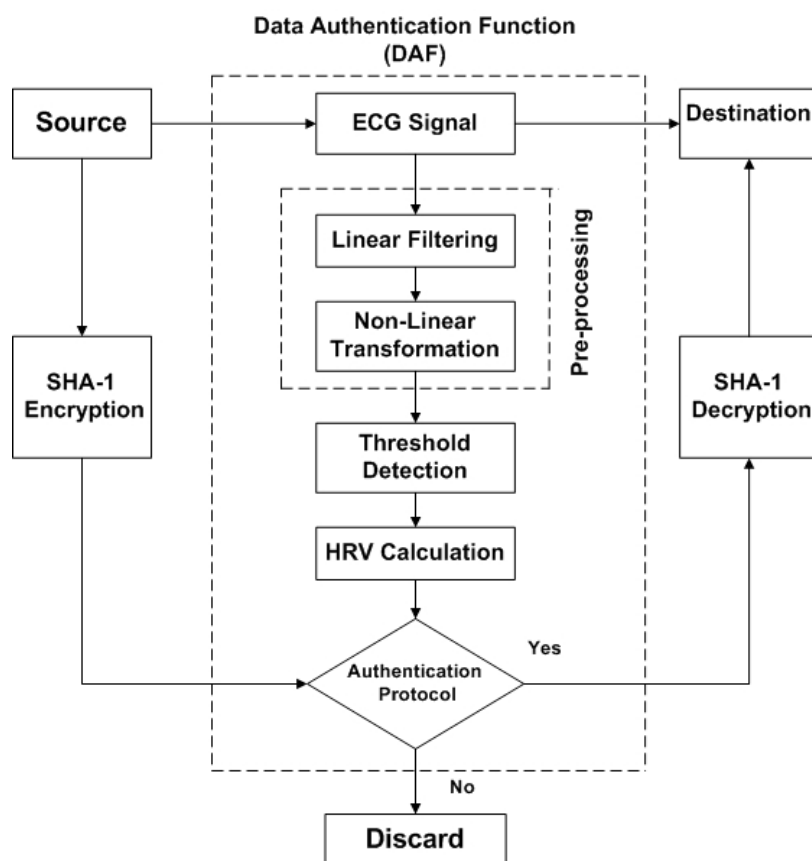 Data Authentication Function
(DAF)
Source
ECG Signal
Destination
Linear Filtering
Non-Linear
Transformation
Pre-processing
SHA-1
Encryption
SHA-1
Decryption
Threshold
Detection
HRV Calculation
Authentication
Protocol
Yes
No
Discard